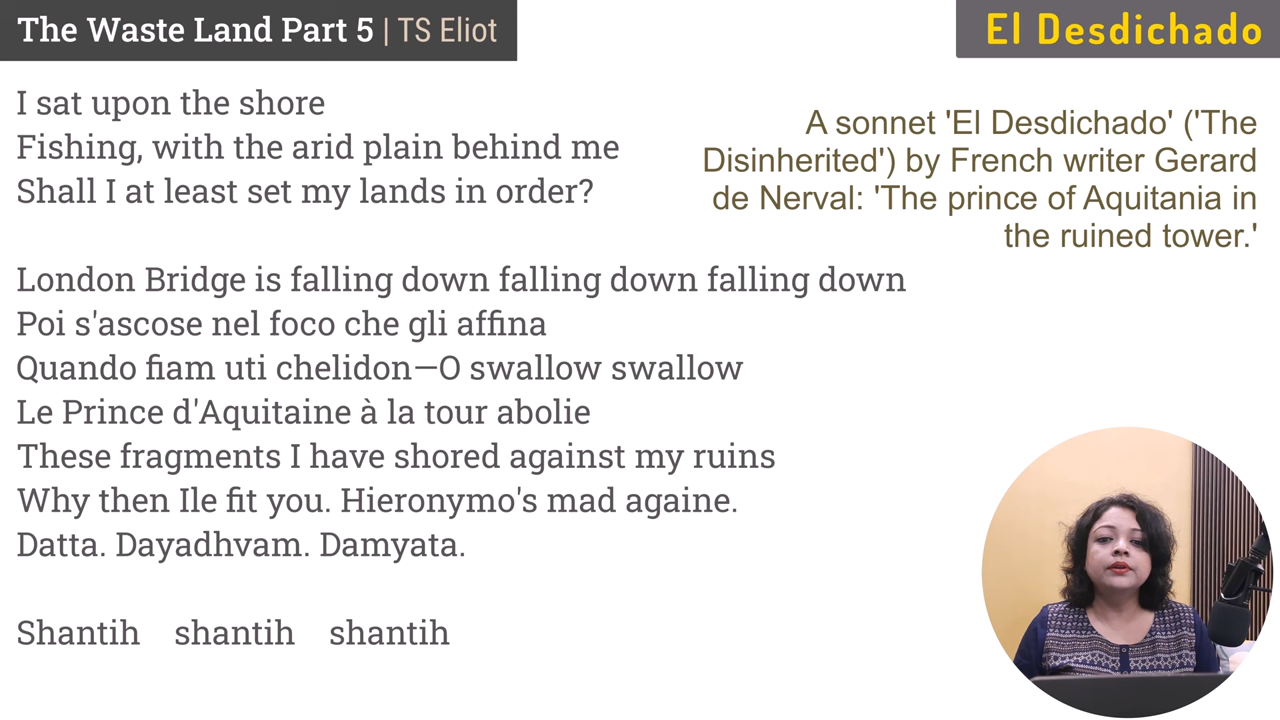 The Waste Land Part 5 | TS Eliot
El Desdichado
I sat upon the shore
Fishing, with the arid plain behind me
Shall I at least set my lands in order?
A sonnet 'El Desdichado' ('The
Disinherited') by French writer Gerard
de Nerval: 'The prince of Aquitania in
the ruined tower.'
London Bridge is falling down falling down falling down
Poi s'ascose nel foco che gli affina
Quando fiam uti chelidon—O swallow swallow
Le Prince d'Aquitaine à la tour abolie
These fragments I have shored against my ruins
Why then Ile fit you. Hieronymo's mad againe.
Datta. Dayadhvam. Damyata.
Shantih shantih shantih